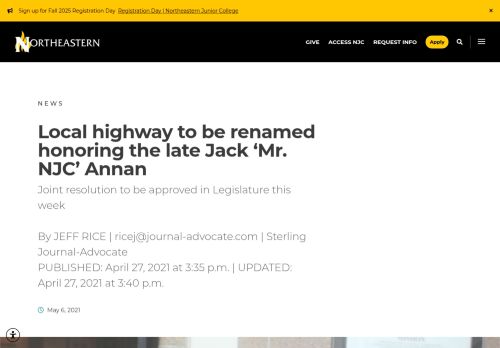 Sign up for Fall 2025 Registration Day Registration Day | Northeastern Junior College ×
NORTHEASTERN
GIVE ACCESS NJC REQUEST INFO Apply
NEWS
Local highway to be renamed
honoring the late Jack ‘Mr.
NJC’ Annan
Joint resolution to be approved in Legislature this
week
By JEFF RICE | ricej@journal-advocate.com | Sterling
Journal-Advocate
PUBLISHED: April 27, 2021 at 3:35 p.m. | UPDATED:
April 27, 2021 at 3:40 p.m.
May 6, 2021